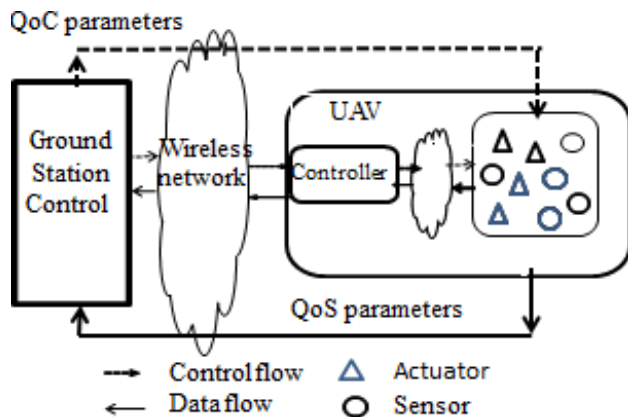 QoC parameters
UAV
Ground
Station
Control
Wireless
network
Controller
QoS parameters
Control flow
Actuator
Data flow
Sensor